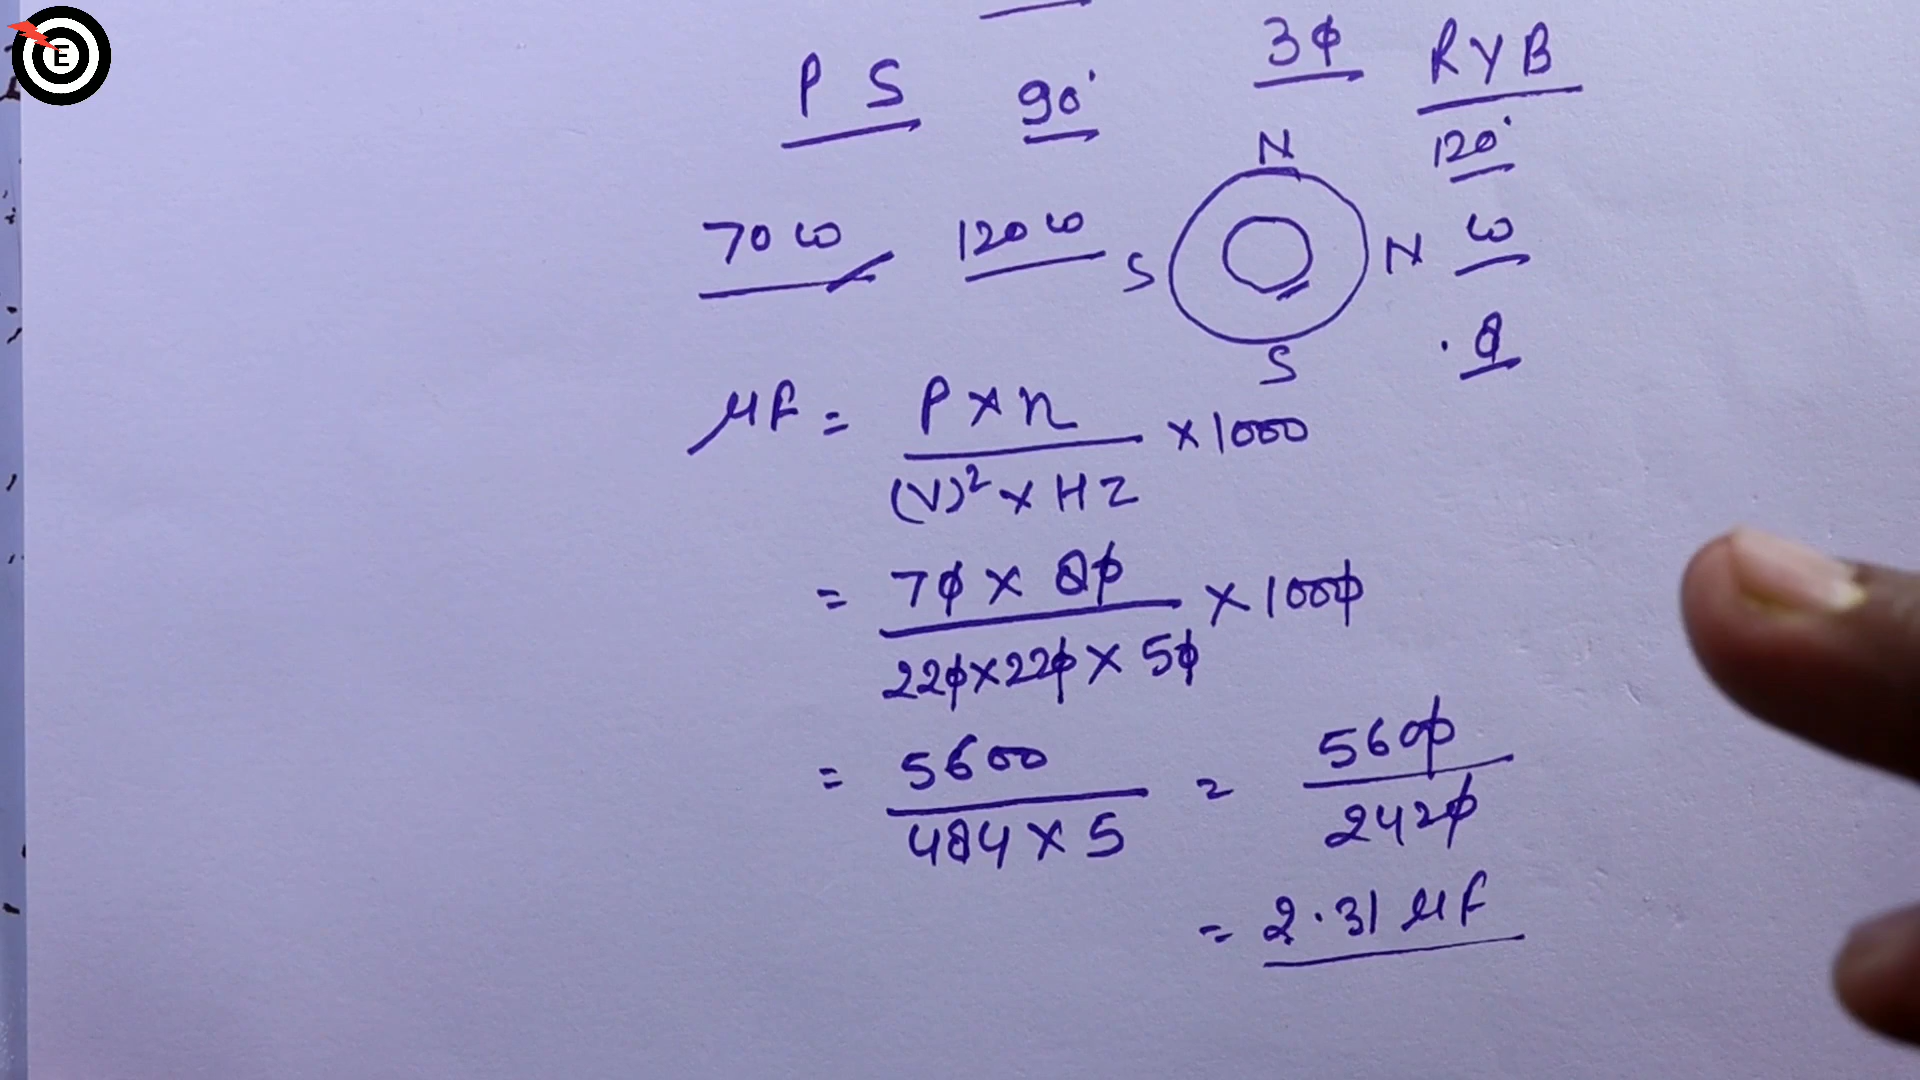 E
3φ RYB
P S 90°
120°
N
70 W 120 W S N W
.8
S
μF = P × n / (V)² × HZ × 1000
= 70 × 80 / 220 × 220 × 50 × 1000
= 5600 / 484 × 5 = 5600 / 2420
= 2.31 μF